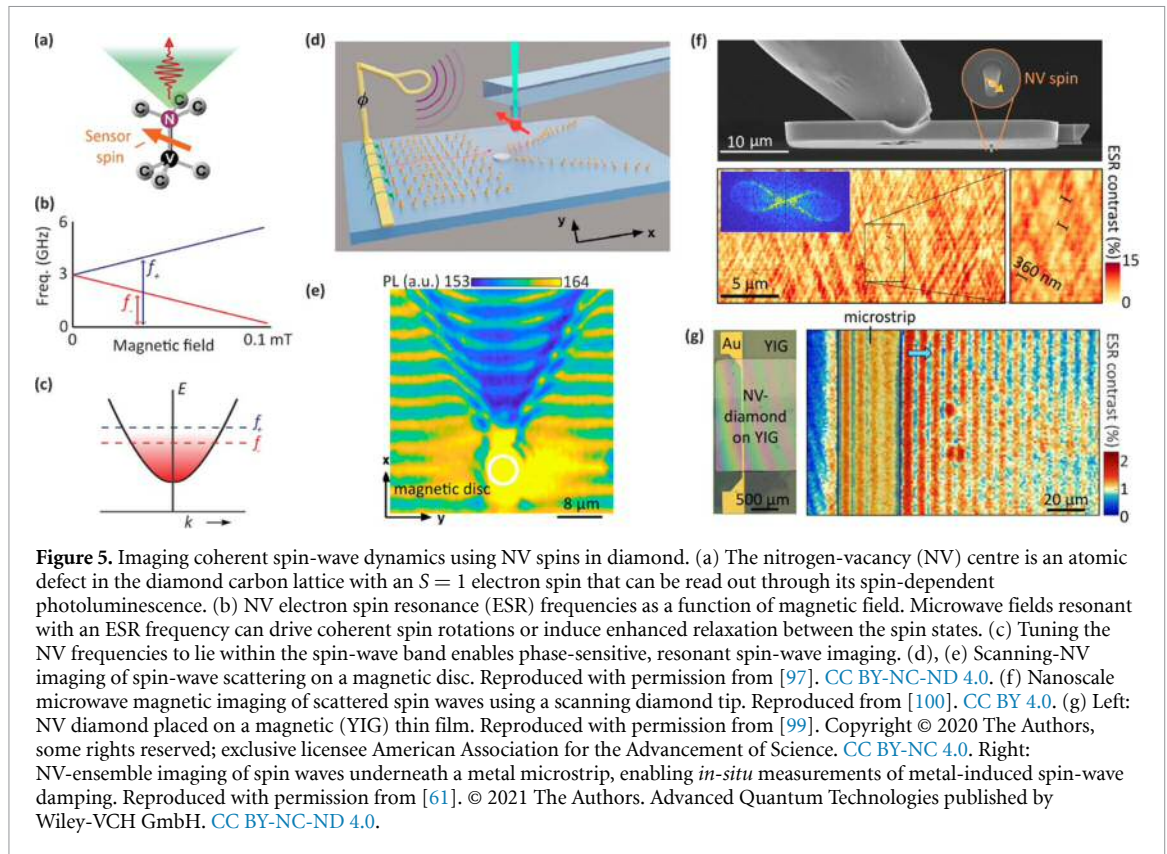 (a)
C
C
C
N
Sensor
spin
V
C
C
C
(b)
Freq. (GHz)
6
3
0
f+
f-
0
Magnetic field
0.1 mT
(c)
E
f+
f-
k
(d)
ϕ
y
x
(e)
PL (a.u.) 153
164
x
magnetic disc
y
8 μm
(f)
NV spin
10 μm
5 μm
360 nm
ESR contrast (%)
15
0
(g)
microstrip
Au
YIG
NV-
diamond
on YIG
500 μm
20 μm
ESR contrast (%)
2
1
0
Figure 5. Imaging coherent spin-wave dynamics using NV spins in diamond. (a) The nitrogen-vacancy (NV) centre is an atomic
defect in the diamond carbon lattice with an S = 1 electron spin that can be read out through its spin-dependent
photoluminescence. (b) NV electron spin resonance (ESR) frequencies as a function of magnetic field. Microwave fields resonant
with an ESR frequency can drive coherent spin rotations or induce enhanced relaxation between the spin states. (c) Tuning the
NV frequencies to lie within the spin-wave band enables phase-sensitive, resonant spin-wave imaging. (d), (e) Scanning-NV
imaging of spin-wave scattering on a magnetic disc. Reproduced with permission from [97]. CC BY-NC-ND 4.0. (f) Nanoscale
microwave magnetic imaging of scattered spin waves using a scanning diamond tip. Reproduced from [100]. CC BY 4.0. (g) Left:
NV diamond placed on a magnetic (YIG) thin film. Reproduced with permission from [99]. Copyright © 2020 The Authors,
some rights reserved; exclusive licensee American Association for the Advancement of Science. CC BY-NC 4.0. Right:
NV-ensemble imaging of spin waves underneath a metal microstrip, enabling in-situ measurements of metal-induced spin-wave
damping. Reproduced with permission from [61]. © 2021 The Authors. Advanced Quantum Technologies published by
Wiley-VCH GmbH. CC BY-NC-ND 4.0.